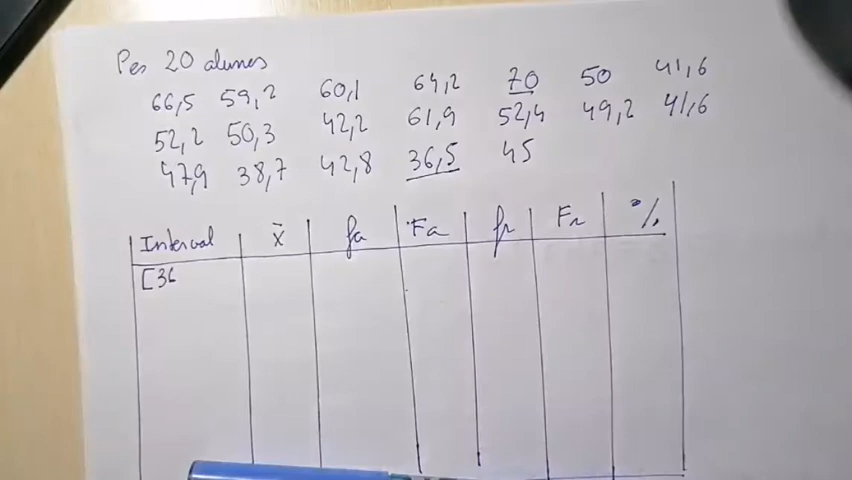 Pes 20 alumnes
66,5 59,2 60,1 64,2 70 50 41,6
52,2 50,3 42,2 61,9 52,4 49,2 41,6
47,9 38,7 42,8 36,5 45
Interval x̄ fa Fa fr Fr %
[36